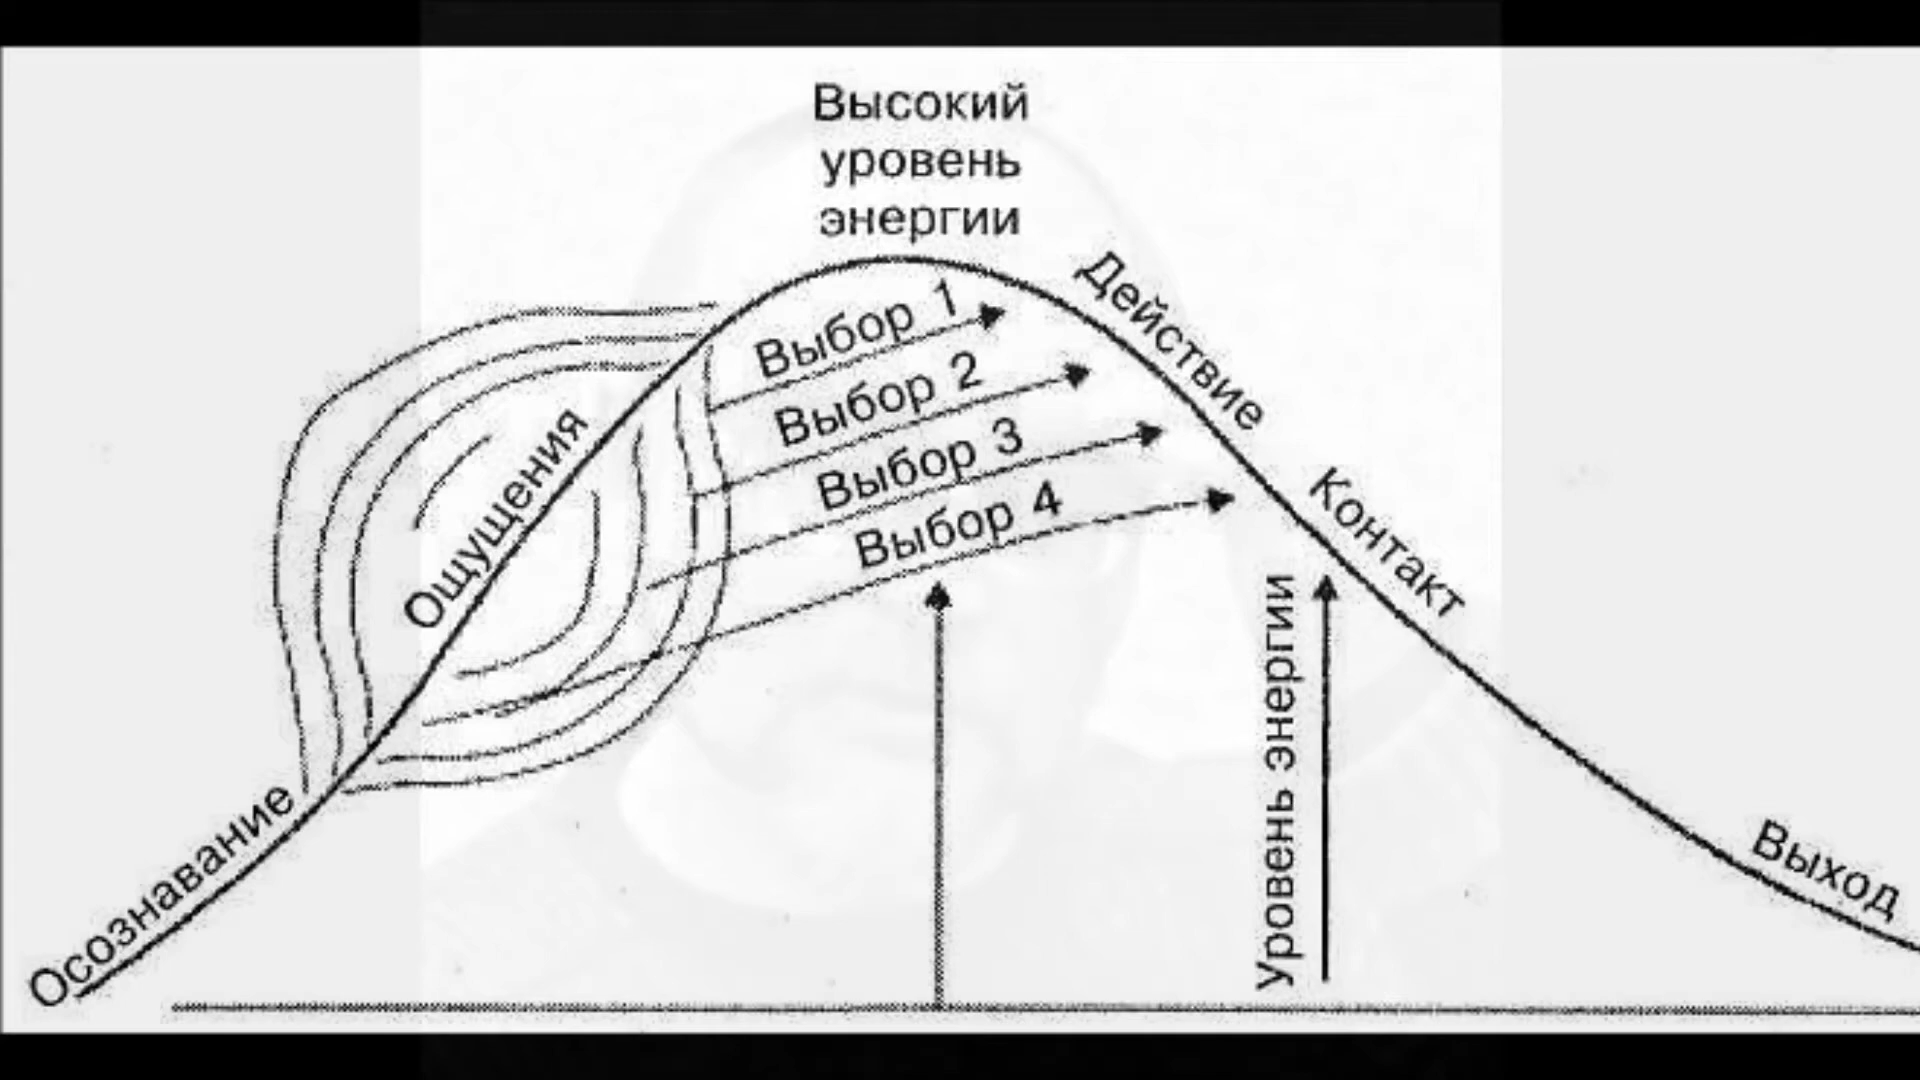 Высокий
уровень
энергии
Осознавание
Ощущения
Выбор 1
Выбор 2
Выбор 3
Выбор 4
Действие
Контакт
Уровень энергии
Выход